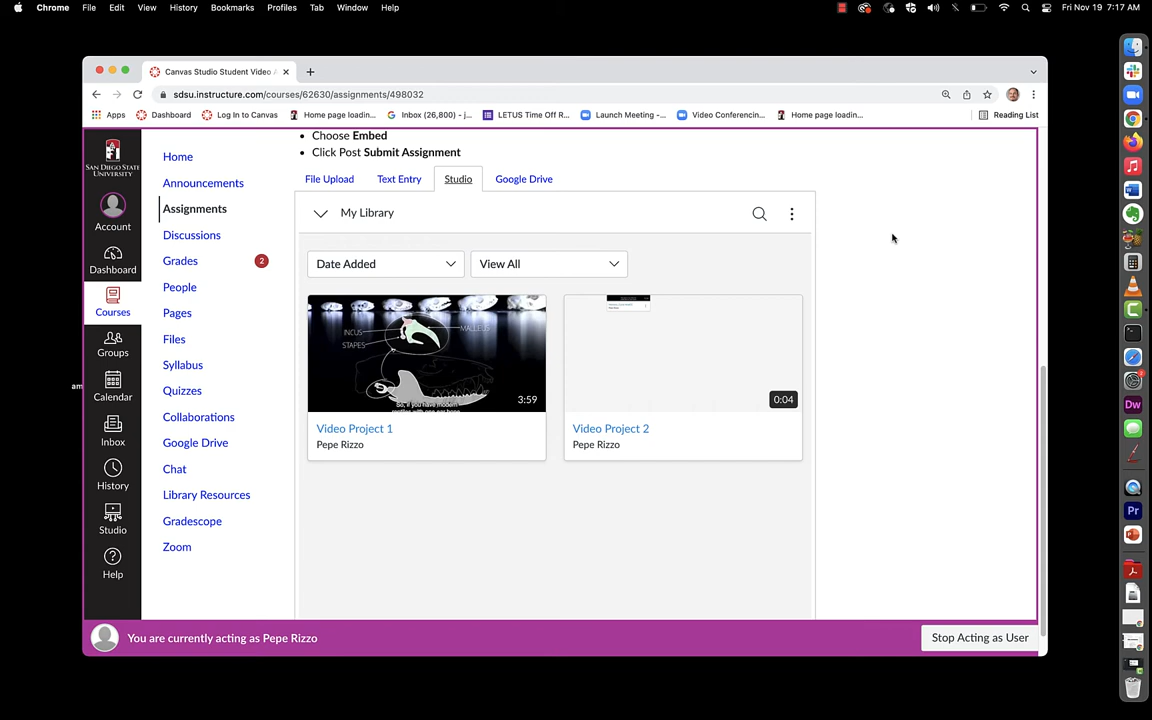 Chrome File Edit View History Bookmarks Profiles Tab Window Help
Fri Nov 19 7:17 AM
Canvas Studio Student Video
sdsu.instructure.com/courses/62630/assignments/498032
Apps Dashboard Log In to Canvas Home page loadin... Inbox (26,800) – j... LETUS Time Off R... Launch Meeting -... Video Conferencin... Home page loadin... Reading List
• Choose Embed
• Click Post Submit Assignment
SAN DIEGO STATE
UNIVERSITY
Account
Dashboard
Courses
Groups
Calendar
Inbox
History
Studio
Help
Home
Announcements
Assignments
Discussions
Grades 2
People
Pages
Files
Syllabus
Quizzes
Collaborations
Google Drive
Chat
Library Resources
Gradescope
Zoom
File Upload Text Entry Studio Google Drive
My Library
Date Added View All
INCUS
MALLEUS
STAPES
3:59
0:04
Video Project 1
Pepe Rizzo
Video Project 2
Pepe Rizzo
am
You are currently acting as Pepe Rizzo
Stop Acting as User
Dw
Pr